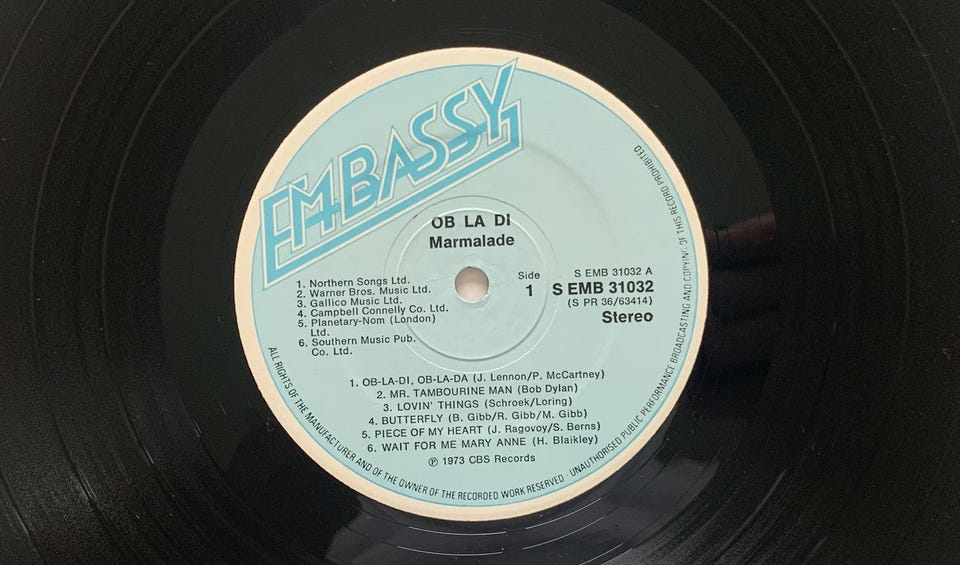 EMBASSY
OB LA DI
Marmalade
1. Northern Songs Ltd.
2. Warner Bros. Music Ltd.
3. Gallico Music Ltd.
4. Campbell Connelly Co. Ltd.
5. Planetary-Nom (London)
Ltd.
6. Southern Music Pub.
Co. Ltd.
Side
1
S EMB 31032 A
S EMB 31032
(S PR 36/63414)
Stereo
1. OB-LA-DI, OB-LA-DA (J. Lennon/P. McCartney)
2. MR. TAMBOURINE MAN (Bob Dylan)
3. LOVIN' THINGS (Schroek/Loring)
4. BUTTERFLY (B. Gibb/R. Gibb/M. Gibb)
5. PIECE OF MY HEART (J. Ragovoy/S. Berns)
6. WAIT FOR ME MARY ANNE (H. Blaikley)
℗ 1973 CBS Records
ALL RIGHTS OF THE MANUFACTURER AND OF THE OWNER OF THE RECORDED WORK RESERVED · UNAUTHORISED PUBLIC PERFORMANCE BROADCASTING AND COPYING OF THIS RECORD PROHIBITED